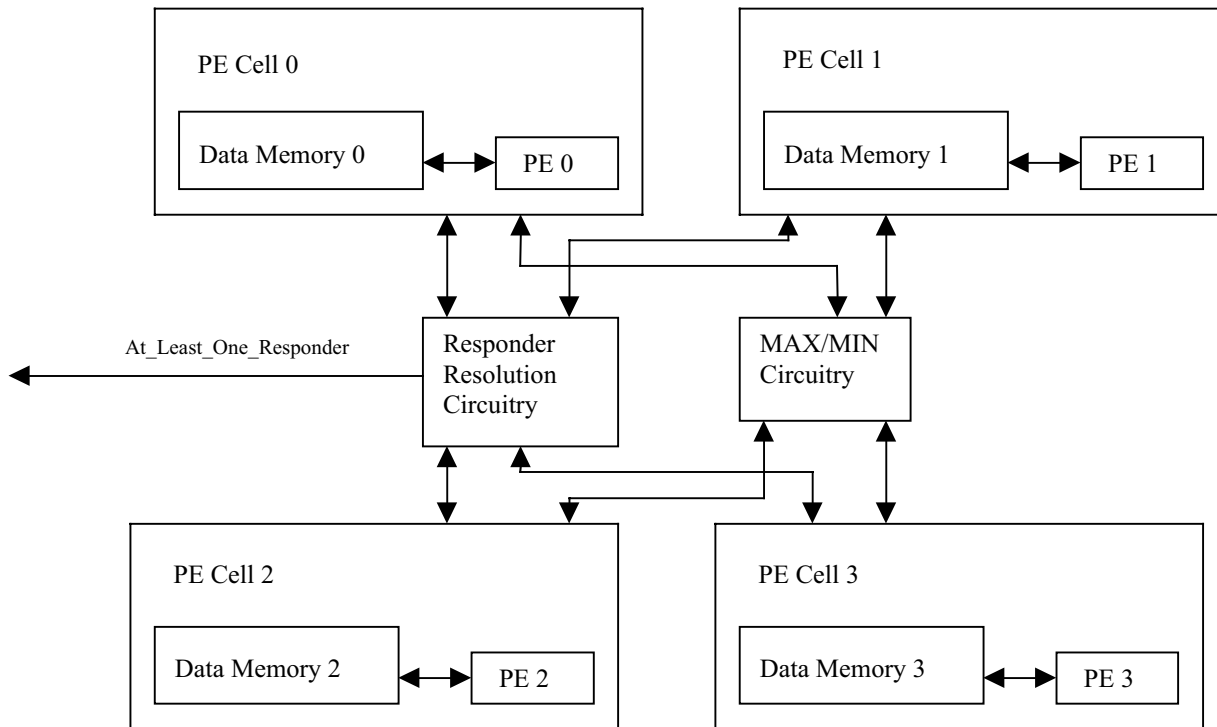 PE Cell 0
Data Memory 0
PE 0
PE Cell 1
Data Memory 1
PE 1
At_Least_One_Responder
Responder
Resolution
Circuitry
MAX/MIN
Circuitry
PE Cell 2
Data Memory 2
PE 2
PE Cell 3
Data Memory 3
PE 3